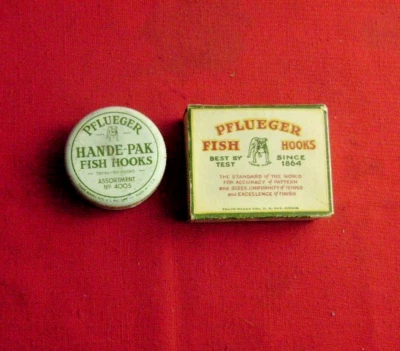 PFLUEGER
HANDE-PAK
FISH HOOKS
ASSORTMENT
No 4005
PFLUEGER
FISH HOOKS
BEST BY TEST SINCE 1864
THE STANDARD of THE WORLD
FOR ACCURACY of PATTERN
and SIZES UNIFORMITY of TEMPER
and EXCELLENCE of FINISH